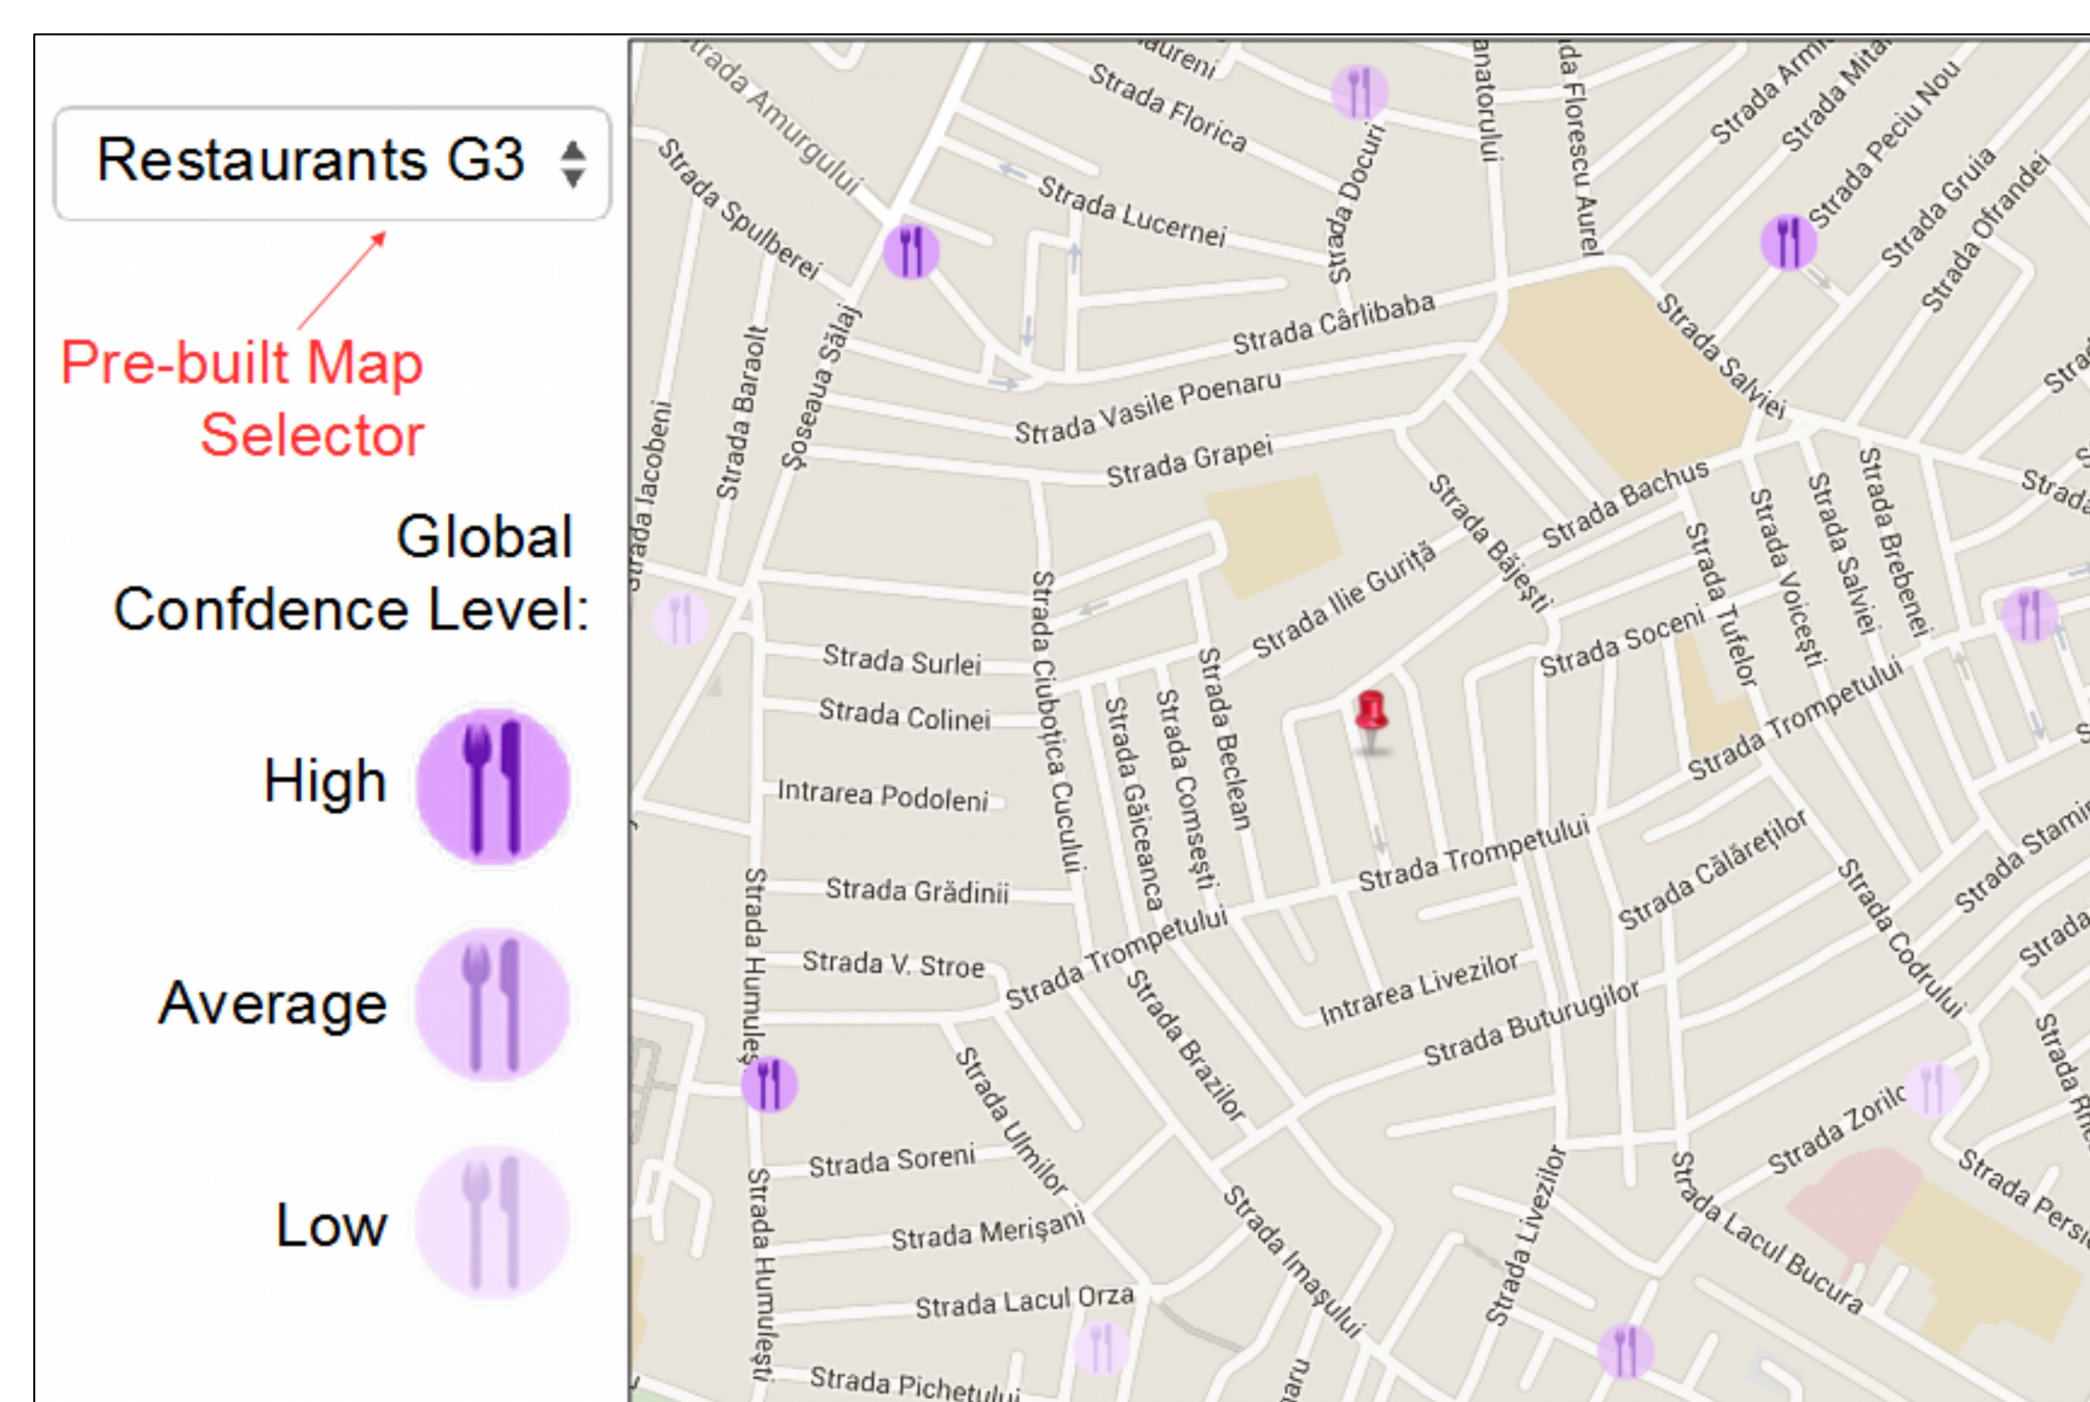 Restaurants G3
Pre-built Map
Selector
Global
Confdence Level:
High
Average
Low
Strada Amurgului
Strada Spulberei
Strada Iacobeni
Strada Baraolt
Șoseaua Sălaj
Strada Florica
Strada Lucernei
Strada Docuri
Strada Cârlibaba
Strada Vasile Poenaru
Strada Grapei
Strada Peciu Nou
Strada Gruia
Strada Ofrandei
Strada Salviei
Strada Bachus
Strada Băjești
Strada Ilie Guriță
Strada Soceni
Strada Tufelor
Strada Voicești
Strada Salviei
Strada Brebenei
Strada Trompetului
Strada Surlei
Strada Colinei
Intrarea Podoleni
Strada Ciuboțica Cucului
Strada Găiceanca
Strada Comsești
Strada Beclean
Strada Trompetului
Strada Călăreților
Strada Codrului
Strada Grădinii
Strada V. Stroe
Strada Trompetului
Strada Humuleș
Intrarea Livezilor
Strada Buturugilor
Strada Brazilor
Strada Ulmilor
Strada Soreni
Strada Merișani
Strada Lacul Orza
Strada Humulești
Strada Imașului
Strada Livezilor
Strada Lacul Bucura
Strada Pichetului
Strada
Strada